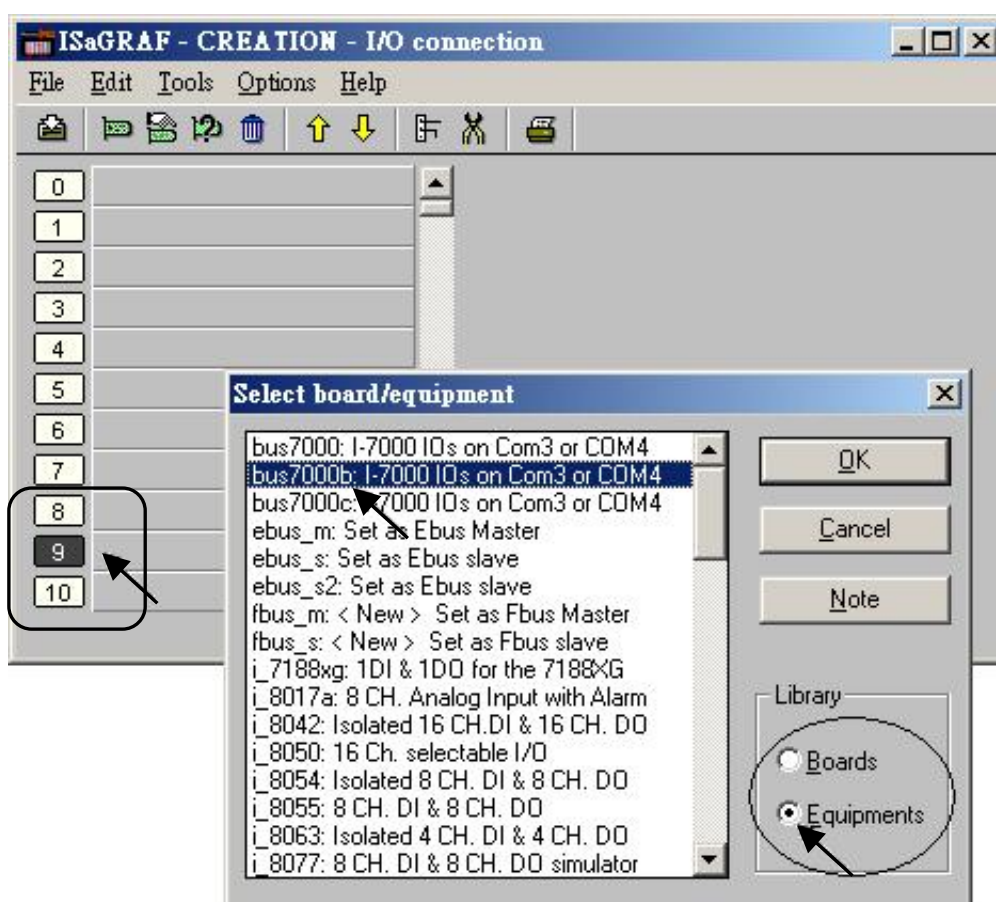 ISaGRAF - CREATION - I/O connection
File Edit Tools Options Help
0
1
2
3
4
5
6
7
8
9
10
Select board/equipment
bus7000: I-7000 IOs on Com3 or COM4
bus7000b: I-7000 IOs on Com3 or COM4
bus7000c: I-7000 IOs on Com3 or COM4
ebus_m: Set as Ebus Master
ebus_s: Set as Ebus slave
ebus_s2: Set as Ebus slave
fbus_m: < New > Set as Fbus Master
fbus_s: < New > Set as Fbus slave
i_7188xg: 1DI & 1DO for the 7188XG
i_8017a: 8 CH. Analog Input with Alarm
i_8042: Isolated 16 CH.DI & 16 CH. DO
i_8050: 16 Ch. selectable I/O
i_8054: Isolated 8 CH. DI & 8 CH. DO
i_8055: 8 CH. DI & 8 CH. DO
i_8063: Isolated 4 CH. DI & 4 CH. DO
i_8077: 8 CH. DI & 8 CH. DO simulator
OK
Cancel
Note
Library
Boards
Equipments